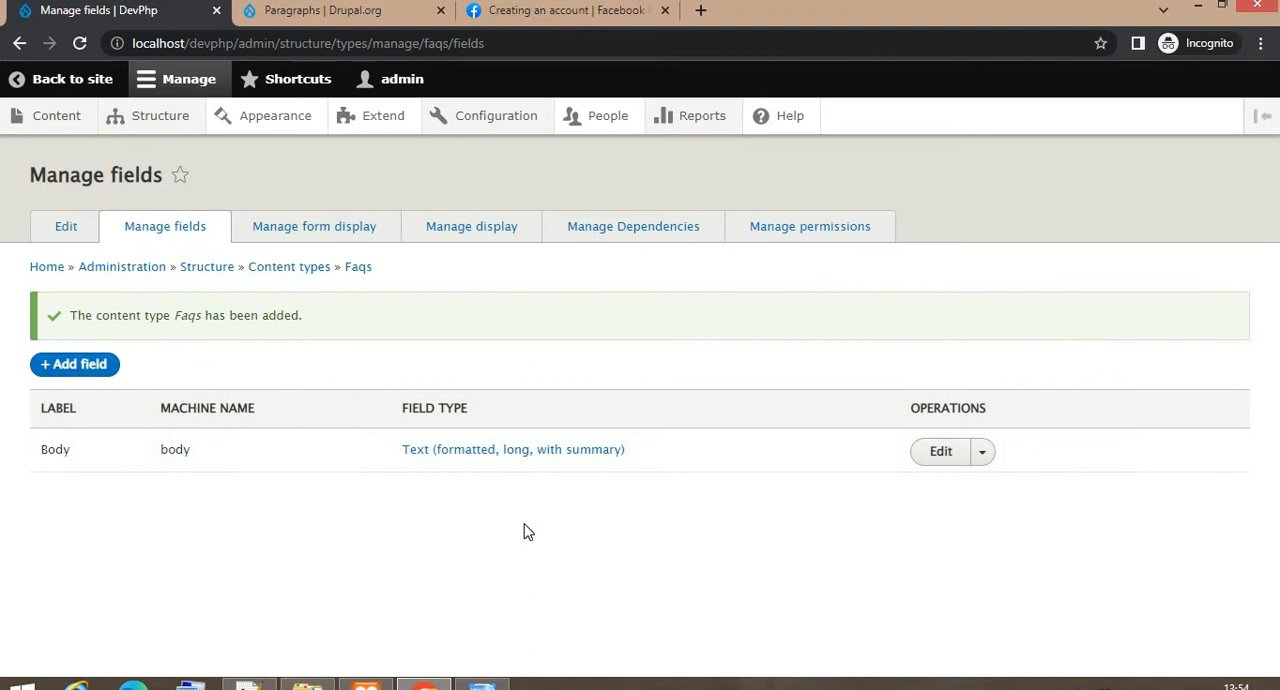 Manage fields | DevPhp
Paragraphs | Drupal.org
Creating an account | Facebook
localhost/devphp/admin/structure/types/manage/faqs/fields
Incognito
Back to site
Manage
Shortcuts
admin
Content
Structure
Appearance
Extend
Configuration
People
Reports
Help
Manage fields
Edit
Manage fields
Manage form display
Manage display
Manage Dependencies
Manage permissions
Home » Administration » Structure » Content types » Faqs
The content type Faqs has been added.
+ Add field
LABEL MACHINE NAME FIELD TYPE OPERATIONS
Body body Text (formatted, long, with summary) Edit
13:54